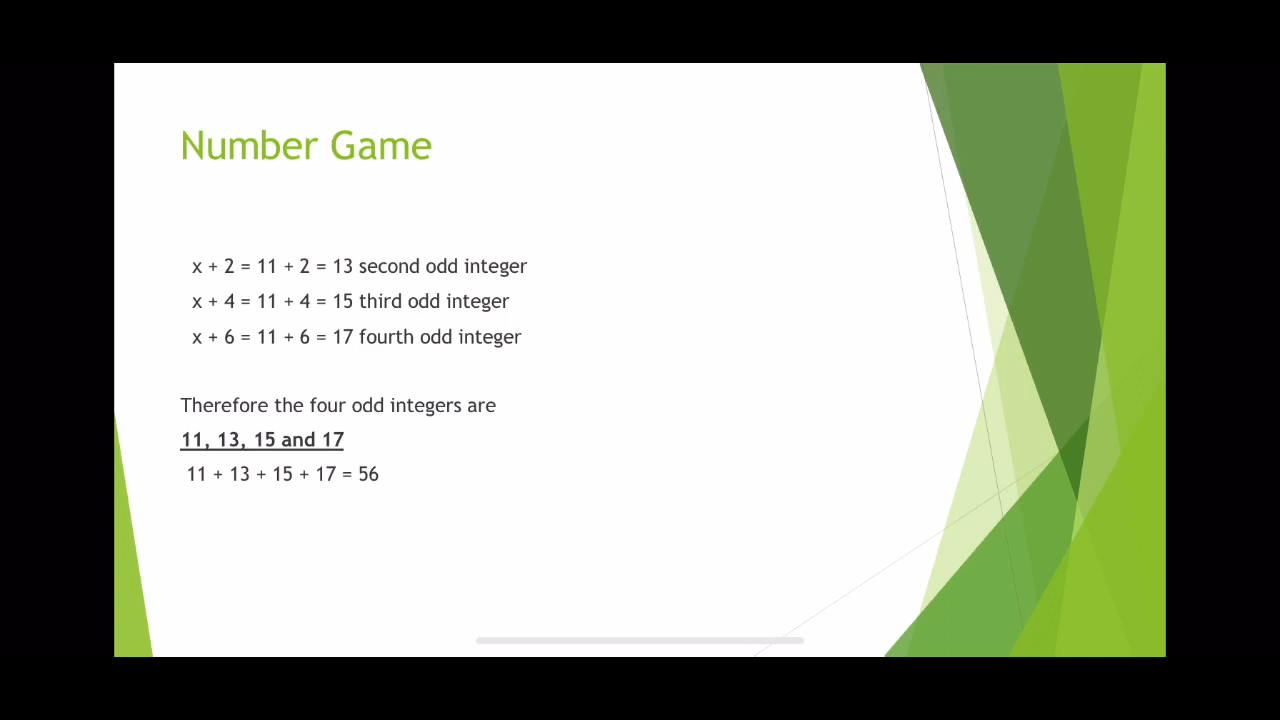 Number Game
x + 2 = 11 + 2 = 13 second odd integer
x + 4 = 11 + 4 = 15 third odd integer
x + 6 = 11 + 6 = 17 fourth odd integer
Therefore the four odd integers are
11, 13, 15 and 17
11 + 13 + 15 + 17 = 56